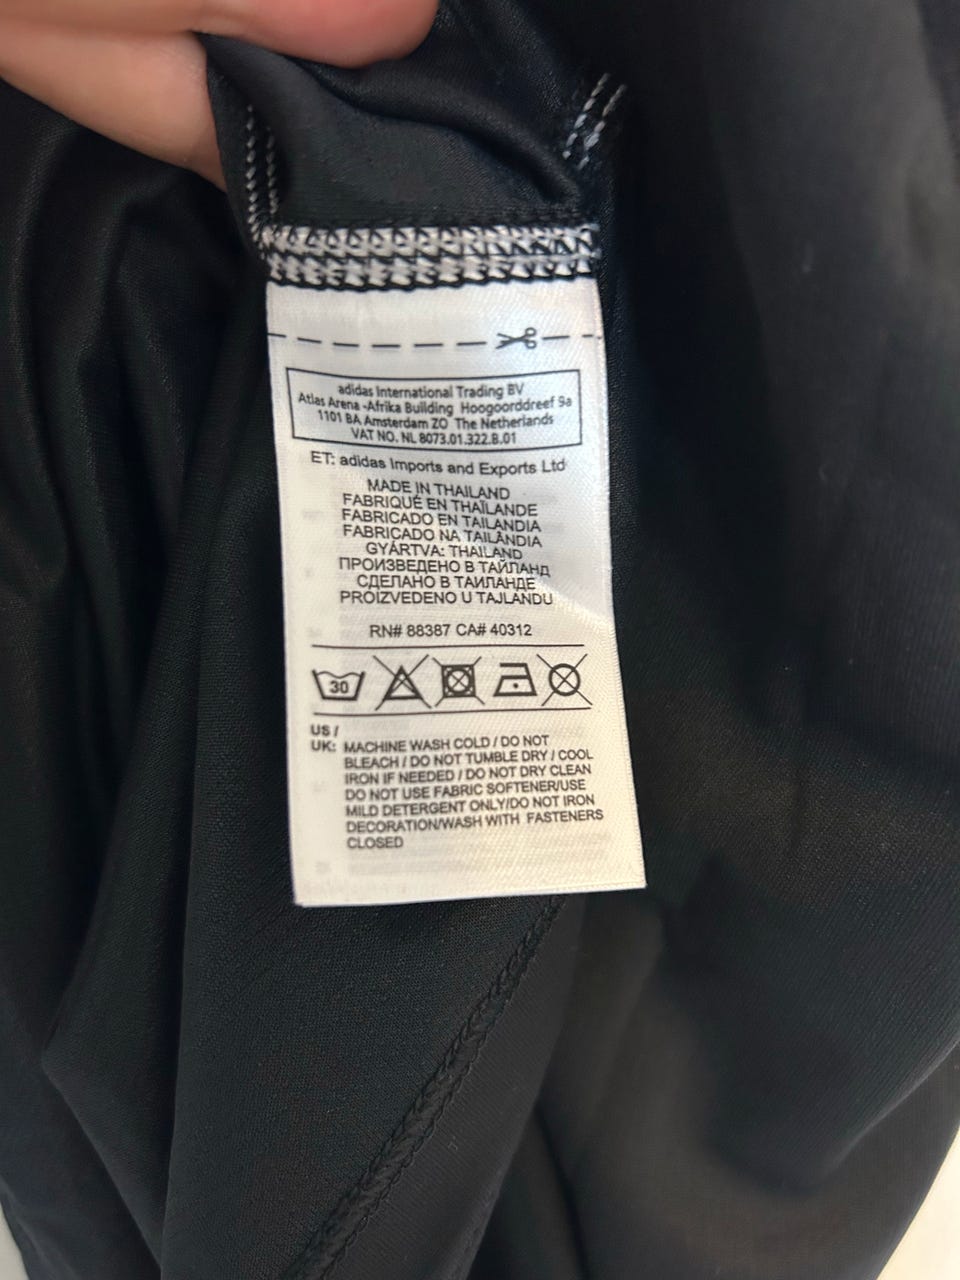 adidas International Trading BV
Atlas Arena -Afrika Building Hoogoorddreef 9a
1101 BA Amsterdam ZO The Netherlands
VAT NO. NL 8073.01.322.B.01
ET: adidas Imports and Exports Ltd
MADE IN THAILAND
FABRIQUÉ EN THAÏLANDE
FABRICADO EN TAILANDIA
FABRICADO NA TAILÂNDIA
GYÁRTVA: THAILAND
ПРОИЗВЕДЕНО В ТАЙЛАНД
СДЕЛАНО В ТАИЛАНДЕ
PROIZVEDENO U TAJLANDU
RN# 88387 CA# 40312
30
US /
UK: MACHINE WASH COLD / DO NOT
BLEACH / DO NOT TUMBLE DRY / COOL
IRON IF NEEDED / DO NOT DRY CLEAN
DO NOT USE FABRIC SOFTENER/USE
MILD DETERGENT ONLY/DO NOT IRON
DECORATION/WASH WITH FASTENERS
CLOSED